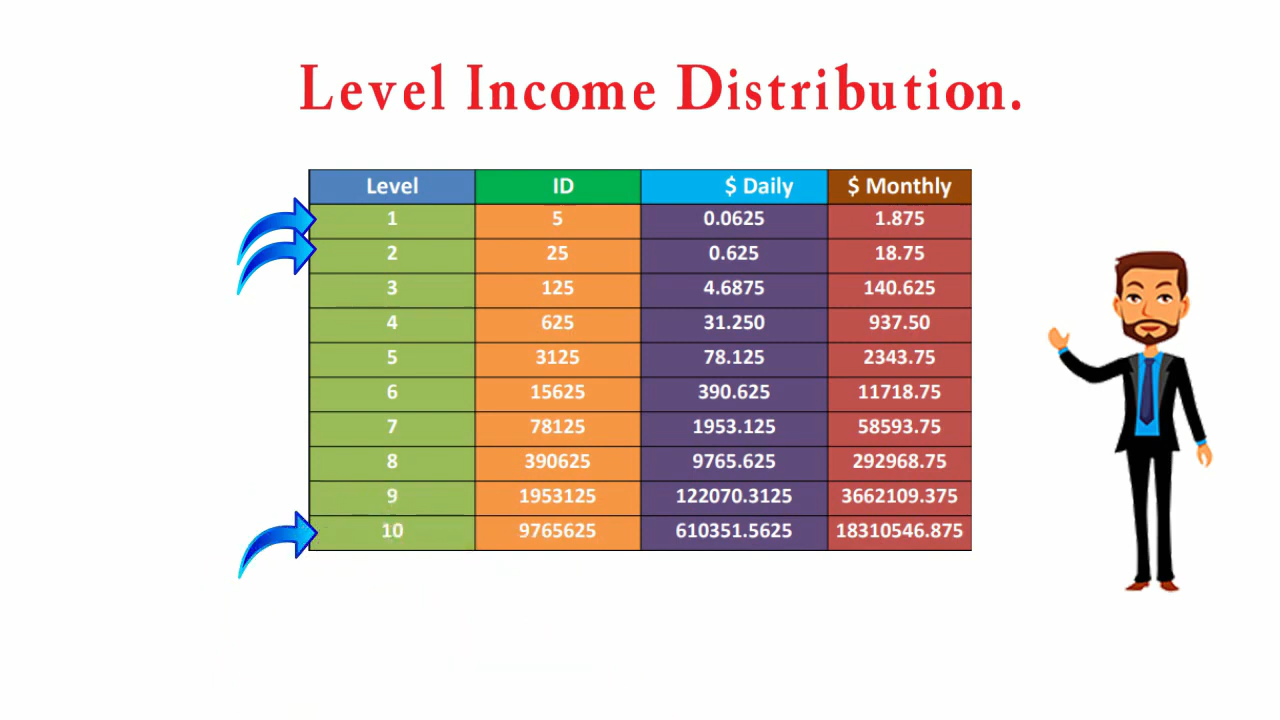 Level Income Distribution.
Level ID $ Daily $ Monthly
1 5 0.0625 1.875
2 25 0.625 18.75
3 125 4.6875 140.625
4 625 31.250 937.50
5 3125 78.125 2343.75
6 15625 390.625 11718.75
7 78125 1953.125 58593.75
8 390625 9765.625 292968.75
9 1953125 122070.3125 3662109.375
10 9765625 610351.5625 18310546.875